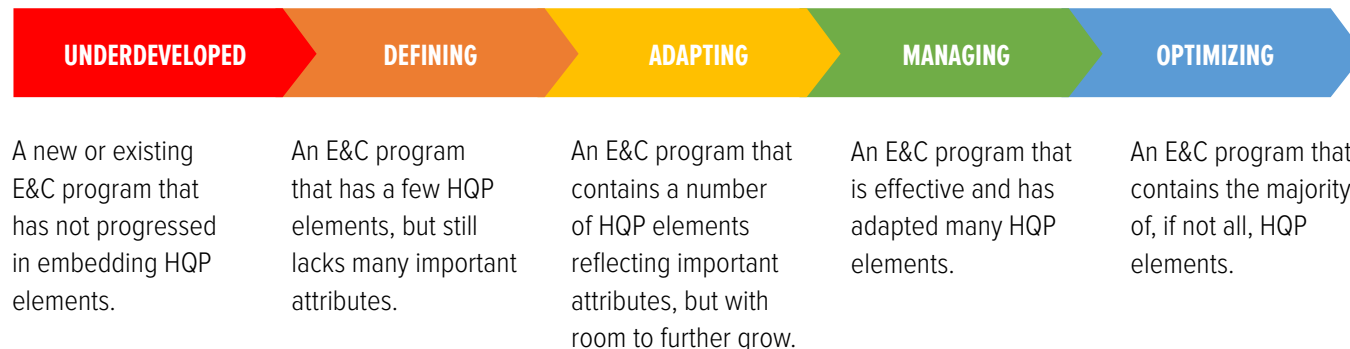 UNDERDEVELOPED
DEFINING
ADAPTING
MANAGING
OPTIMIZING
A new or existing
E&C program that
has not progressed
in embedding HQP
elements.
An E&C program
that has a few HQP
elements, but still
lacks many important
attributes.
An E&C program that
contains a number
of HQP elements
reflecting important
attributes, but with
room to further grow.
An E&C program that
is effective and has
adapted many HQP
elements.
An E&C program that
contains the majority
of, if not all, HQP
elements.